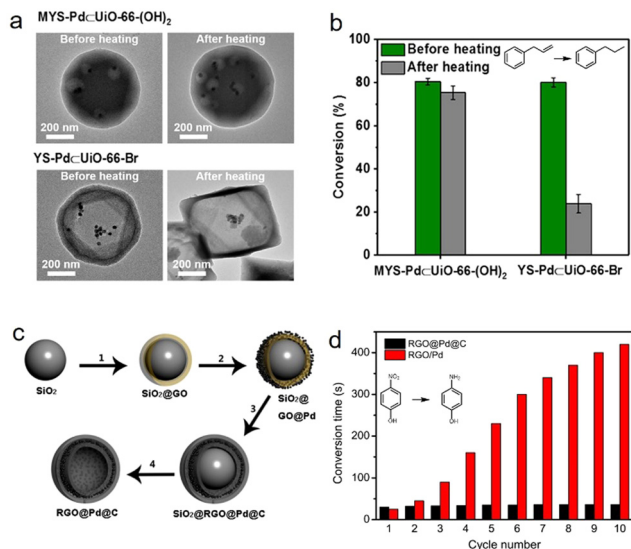 a
MYS-Pd⊂UiO-66-(OH)₂
Before heating
After heating
200 nm
200 nm
YS-Pd⊂UiO-66-Br
Before heating
After heating
200 nm
200 nm
b
Before heating
After heating
Conversion (%)
100
80
60
40
20
0
MYS-Pd⊂UiO-66-(OH)₂
YS-Pd⊂UiO-66-Br
c
SiO₂
1
SiO₂@GO
2
SiO₂@
GO@Pd
3
SiO₂@RGO@Pd@C
4
RGO@Pd@C
d
RGO@Pd@C
RGO/Pd
NO₂
OH
NH₂
OH
Conversion time (s)
400
350
300
250
200
150
100
50
0
1 2 3 4 5 6 7 8 9 10
Cycle number